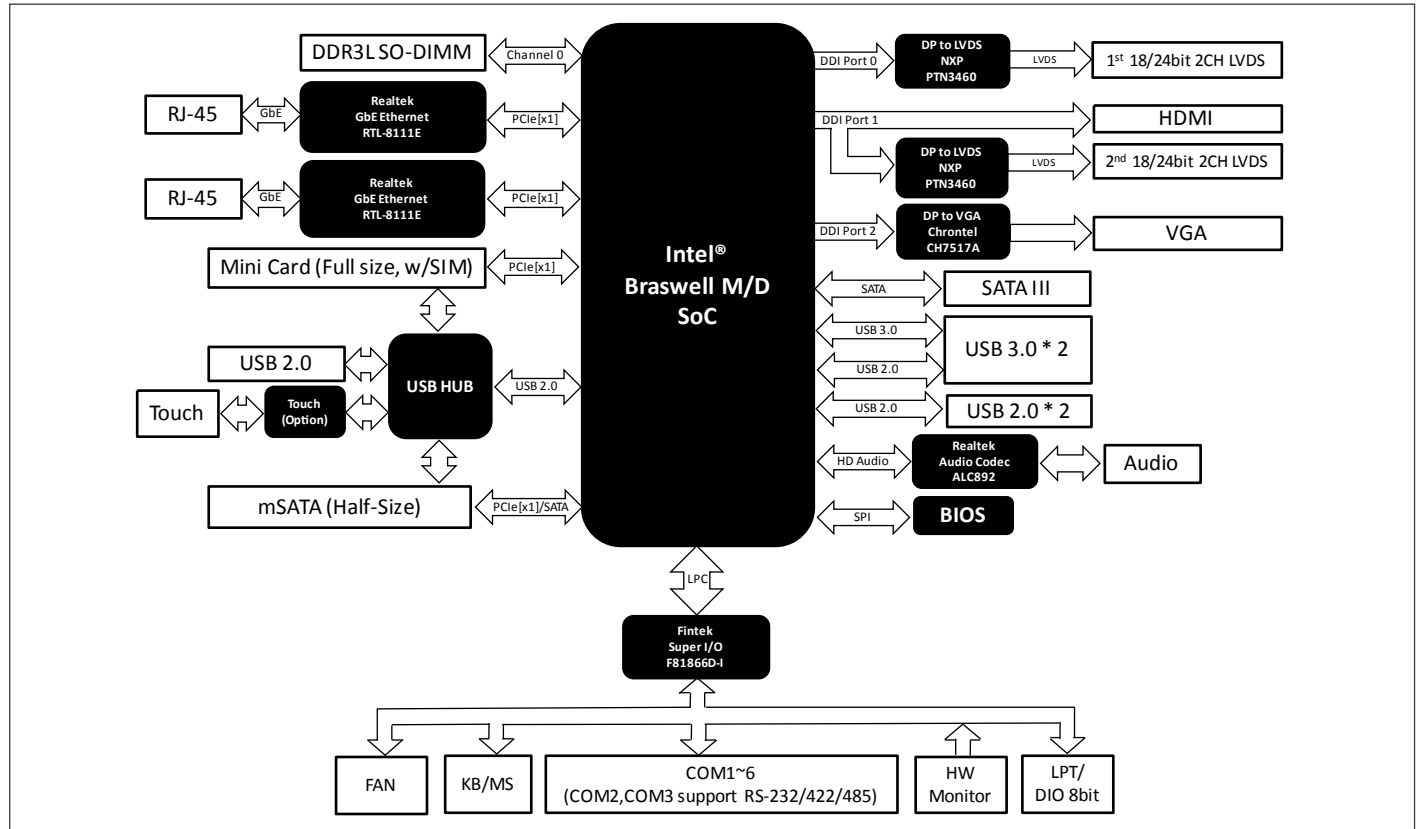 DDR3L SO-DIMM
Channel 0
RJ-45
GbE
Realtek
GbE Ethernet
RTL-8111E
PCIe[x1]
RJ-45
GbE
Realtek
GbE Ethernet
RTL-8111E
PCIe[x1]
Mini Card (Full size, w/SIM)
PCIe[x1]
USB 2.0
USB HUB
USB 2.0
Touch
Touch
(Option)
mSATA (Half-Size)
PCIe[x1]/SATA
Intel®
Braswell M/D
SoC
DDI Port 0
DP to LVDS
NXP
PTN3460
LVDS
1st 18/24bit 2CH LVDS
DDI Port 1
HDMI
DP to LVDS
NXP
PTN3460
LVDS
2nd 18/24bit 2CH LVDS
DDI Port 2
DP to VGA
Chrontel
CH7517A
VGA
SATA
SATA III
USB 3.0
USB 2.0
USB 3.0 * 2
USB 2.0
USB 2.0 * 2
HD Audio
Realtek
Audio Codec
ALC892
Audio
SPI
BIOS
LPC
Fintek
Super I/O
F81866D-I
FAN
KB/MS
COM1~6
(COM2,COM3 support RS-232/422/485)
HW
Monitor
LPT/
DIO 8bit